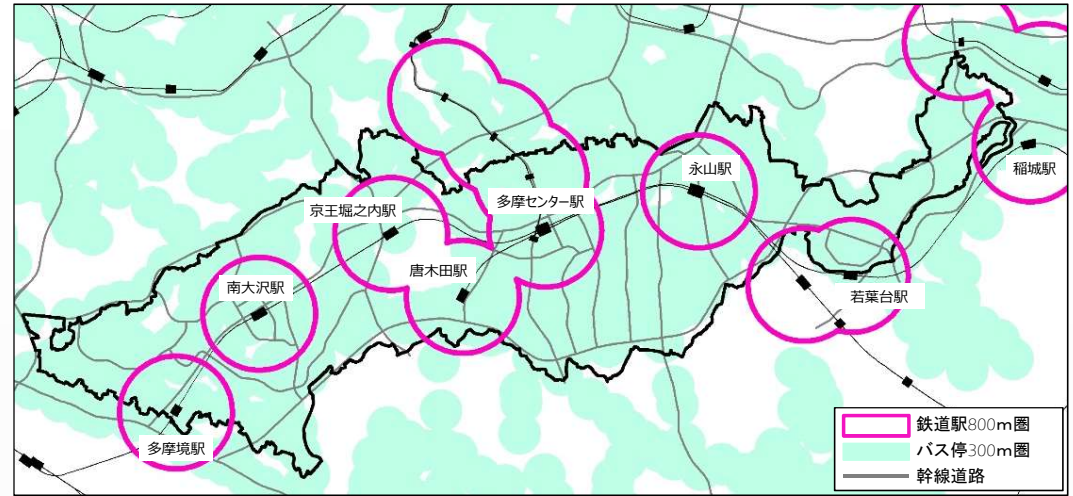 永山駅
稲城駅
多摩センター駅
京王堀之内駅
唐木田駅
南大沢駅
若葉台駅
多摩境駅
鉄道駅800m圏
バス停300m圏
幹線道路